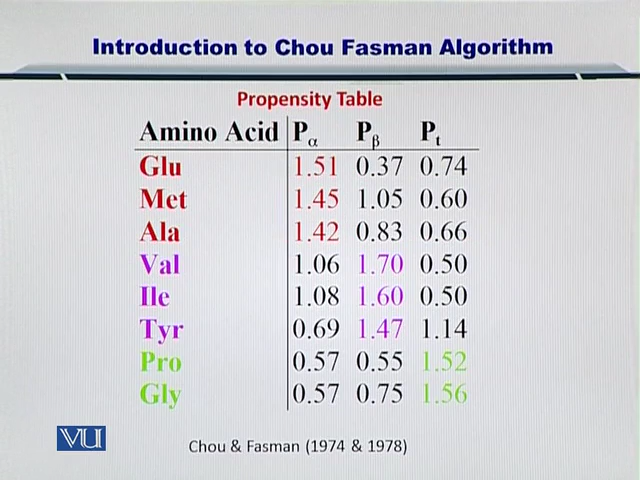 Introduction to Chou Fasman Algorithm
Propensity Table
Amino Acid Pα Pβ Pt
Glu 1.51 0.37 0.74
Met 1.45 1.05 0.60
Ala 1.42 0.83 0.66
Val 1.06 1.70 0.50
Ile 1.08 1.60 0.50
Tyr 0.69 1.47 1.14
Pro 0.57 0.55 1.52
Gly 0.57 0.75 1.56
VU
Chou & Fasman (1974 & 1978)